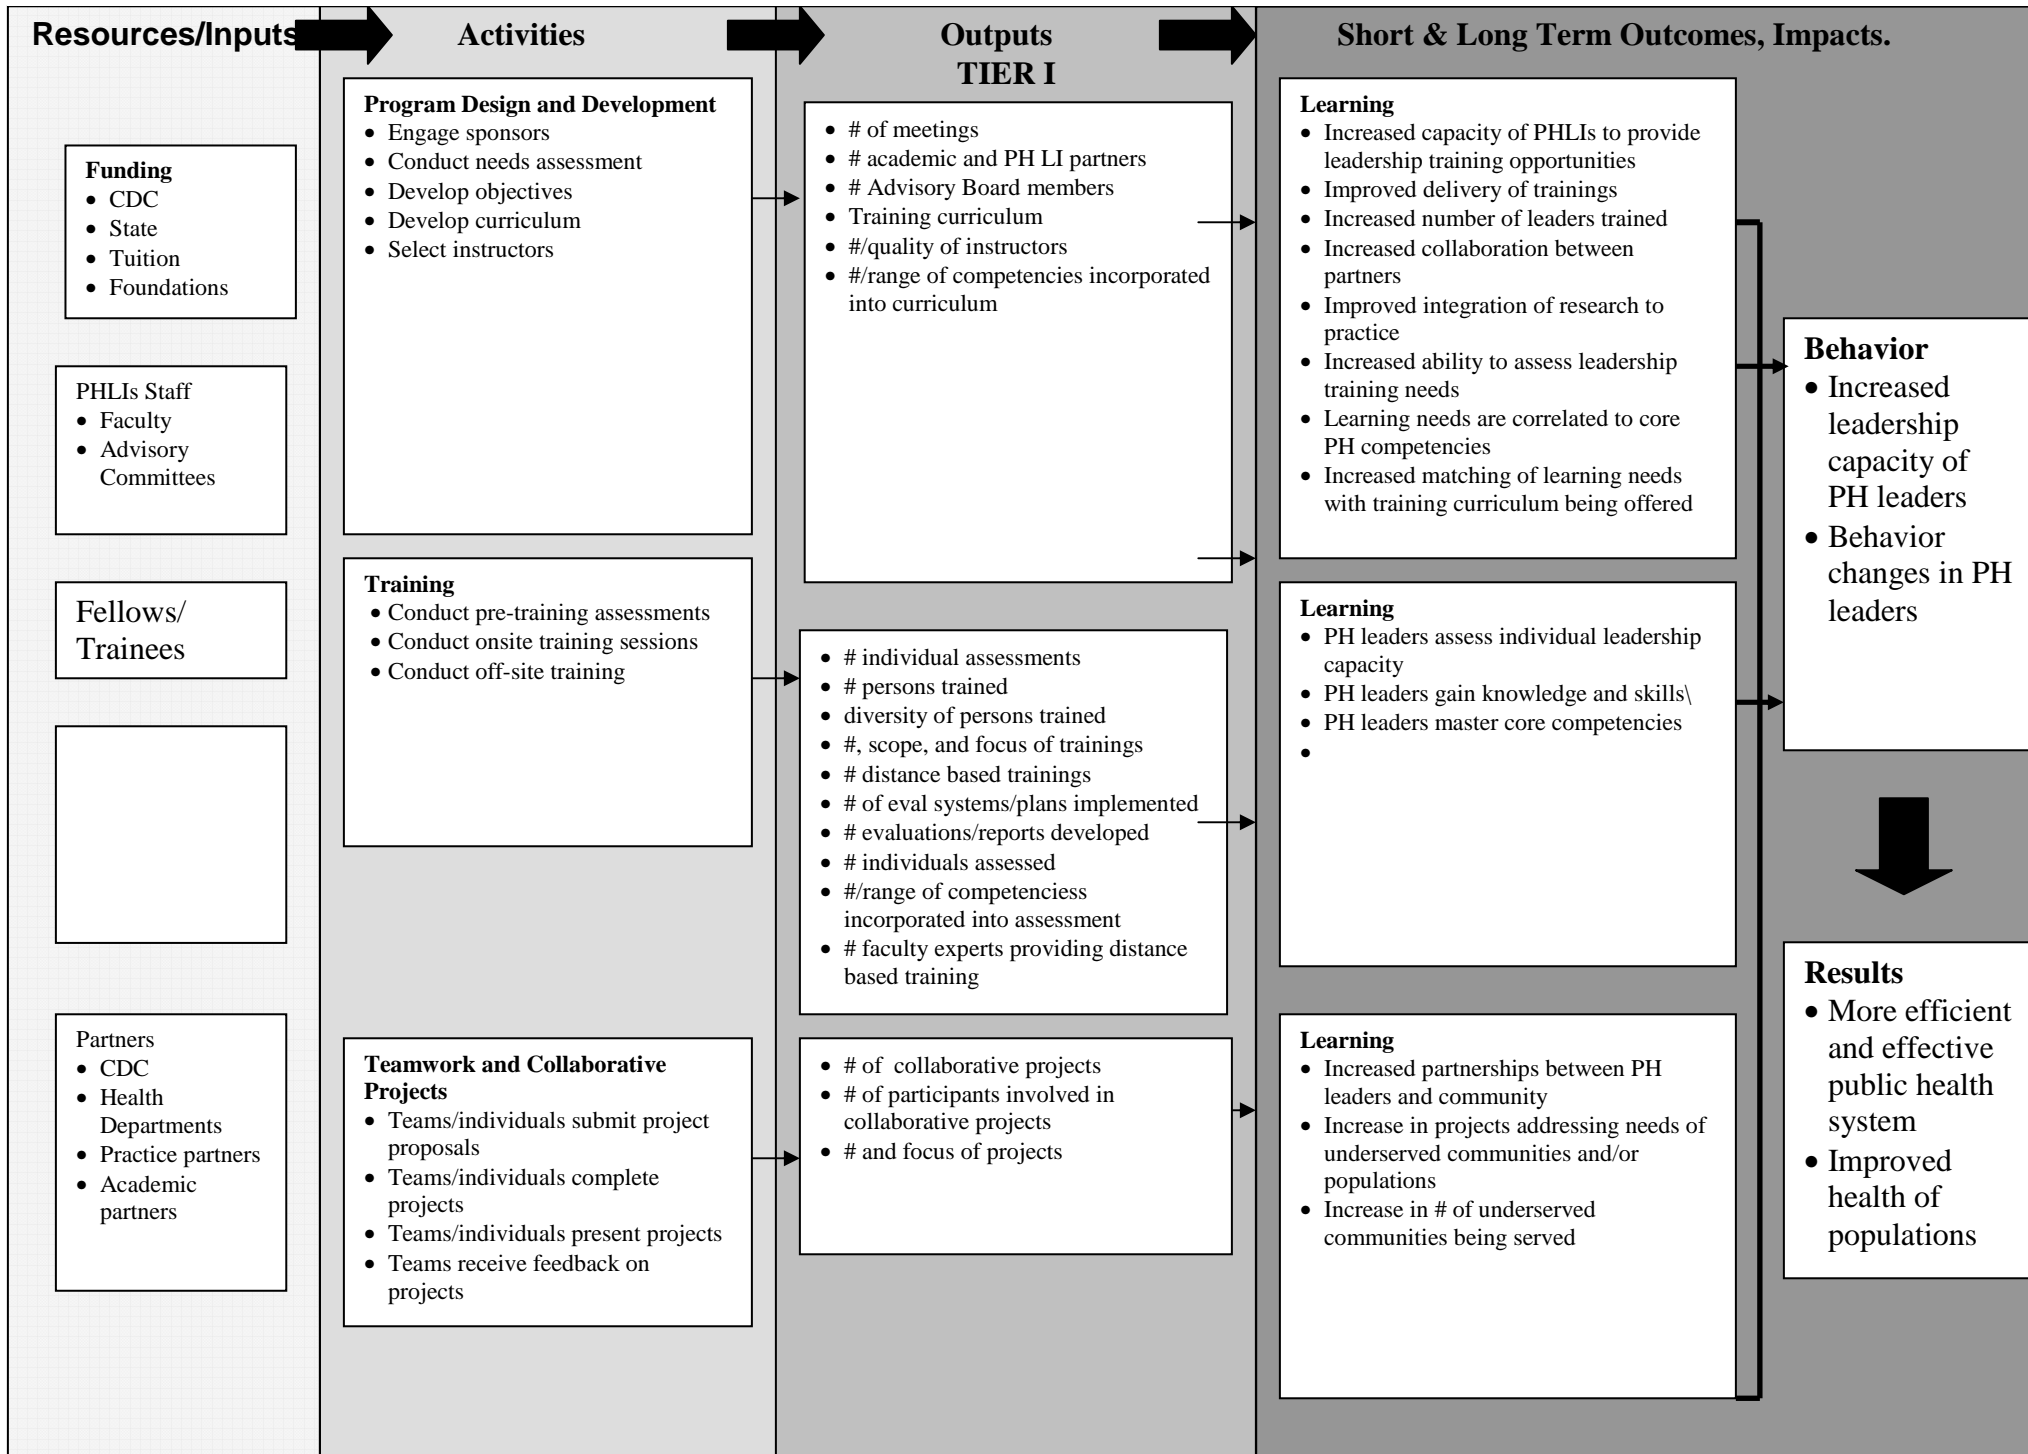 Resources/Inputs
Activities
Outputs
TIER I
Short & Long Term Outcomes, Impacts.
Funding
• CDC
• State
• Tuition
• Foundations
PHLIs Staff
• Faculty
• Advisory
Committees
Fellows/
Trainees
Partners
• CDC
• Health
Departments
• Practice partners
• Academic
partners
Program Design and Development
• Engage sponsors
• Conduct needs assessment
• Develop objectives
• Develop curriculum
• Select instructors
Training
• Conduct pre-training assessments
• Conduct onsite training sessions
• Conduct off-site training
Teamwork and Collaborative
Projects
• Teams/individuals submit project
proposals
• Teams/individuals complete
projects
• Teams/individuals present projects
• Teams receive feedback on
projects
• # of meetings
• # academic and PH LI partners
• # Advisory Board members
• Training curriculum
• #/quality of instructors
• #/range of competencies incorporated
into curriculum
• # individual assessments
• # persons trained
• diversity of persons trained
• #, scope, and focus of trainings
• # distance based trainings
• # of eval systems/plans implemented
• # evaluations/reports developed
• # individuals assessed
• #/range of competenciess
incorporated into assessment
• # faculty experts providing distance
based training
• # of  collaborative projects
• # of participants involved in
collaborative projects
• # and focus of projects
Learning
• Increased capacity of PHLIs to provide
leadership training opportunities
• Improved delivery of trainings
• Increased number of leaders trained
• Increased collaboration between
partners
• Improved integration of research to
practice
• Increased ability to assess leadership
training needs
• Learning needs are correlated to core
PH competencies
• Increased matching of learning needs
with training curriculum being offered
Learning
• PH leaders assess individual leadership
capacity
• PH leaders gain knowledge and skills\
• PH leaders master core competencies
•
Learning
• Increased partnerships between PH
leaders and community
• Increase in projects addressing needs of
underserved communities and/or
populations
• Increase in # of underserved
communities being served
Behavior
• Increased
leadership
capacity of
PH leaders
• Behavior
changes in PH
leaders
Results
• More efficient
and effective
public health
system
• Improved
health of
populations